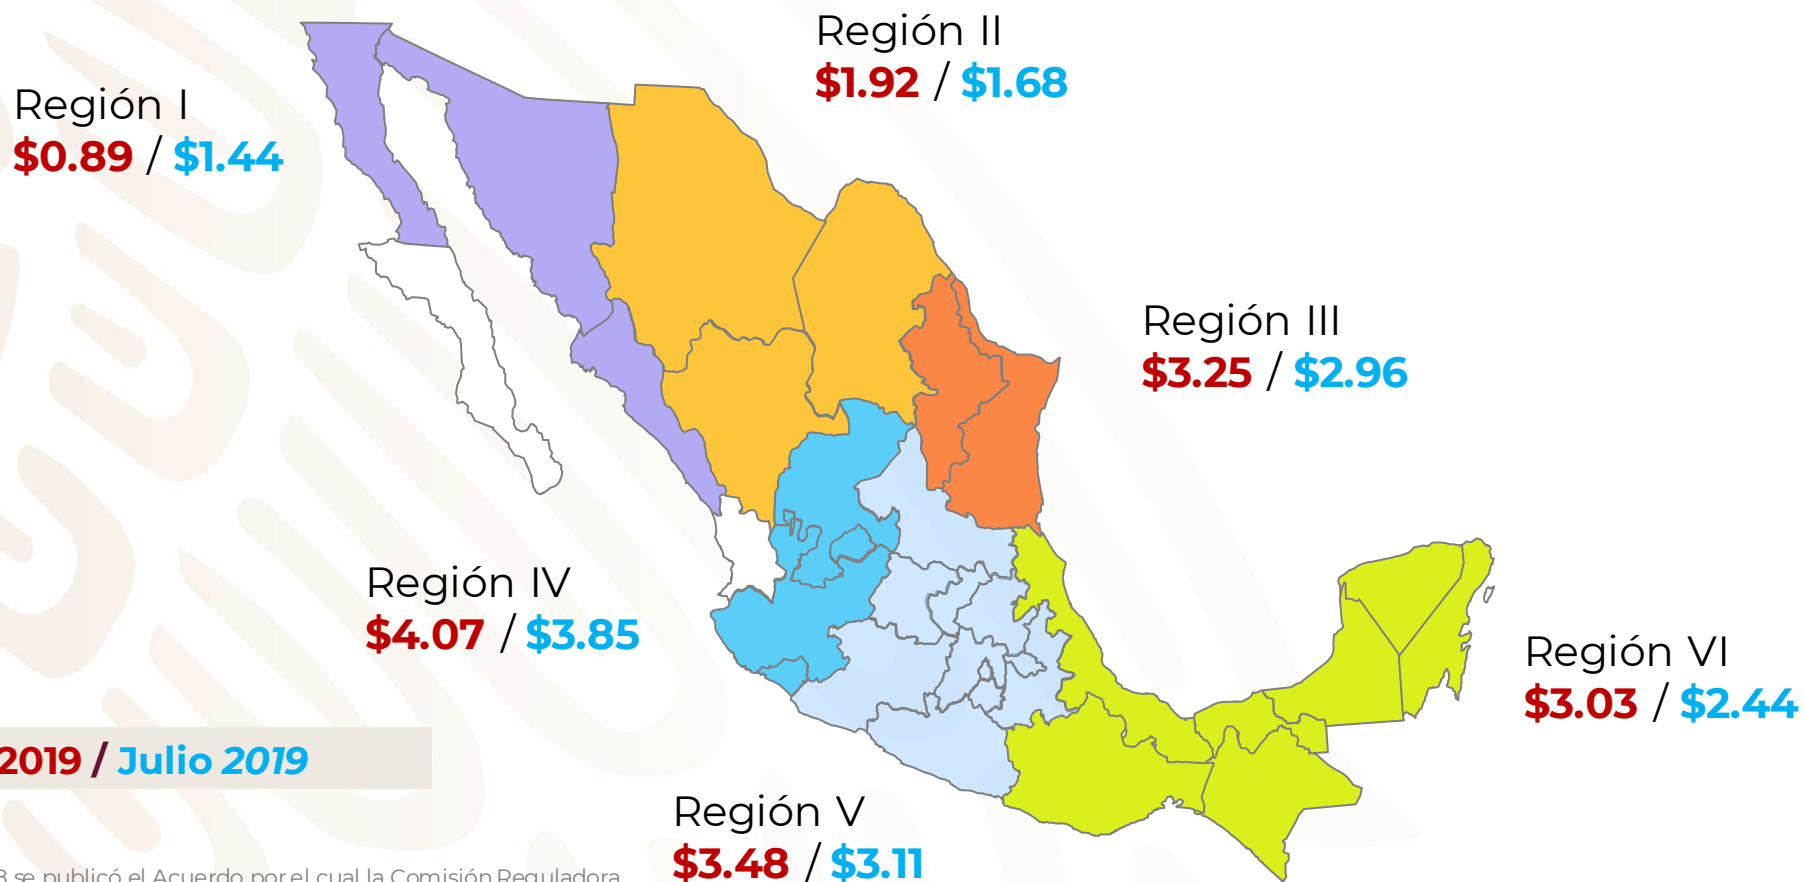 Región II
$1.92 / $1.68
Región I
$0.89 / $1.44
Región III
$3.25 / $2.96
Región IV
$4.07 / $3.85
Región VI
$3.03 / $2.44
2019 / Julio 2019
Región V
$3.48 / $3.11
se publicó el Acuerdo por el cual la Comisión Reguladora